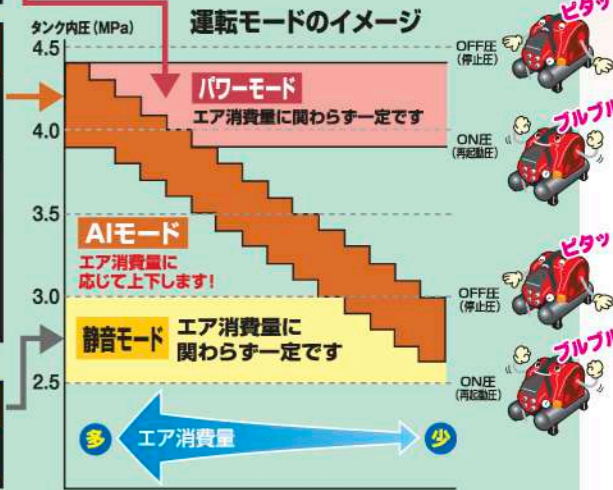 タンク内圧(MPa)
運転モードのイメージ
4.5
OFF圧
(停止圧)
ピタッ
パワーモード
エア消費量に関わらず一定です
4.0
ON圧
(再起動圧)
ブルブル
3.5
AIモード
エア消費量に
応じて上下します!
ピタッ
3.0
OFF圧
(停止圧)
静音モード
エア消費量に
関わらず一定です
ブルブル
2.5
ON圧
(再起動圧)
多
エア消費量
少